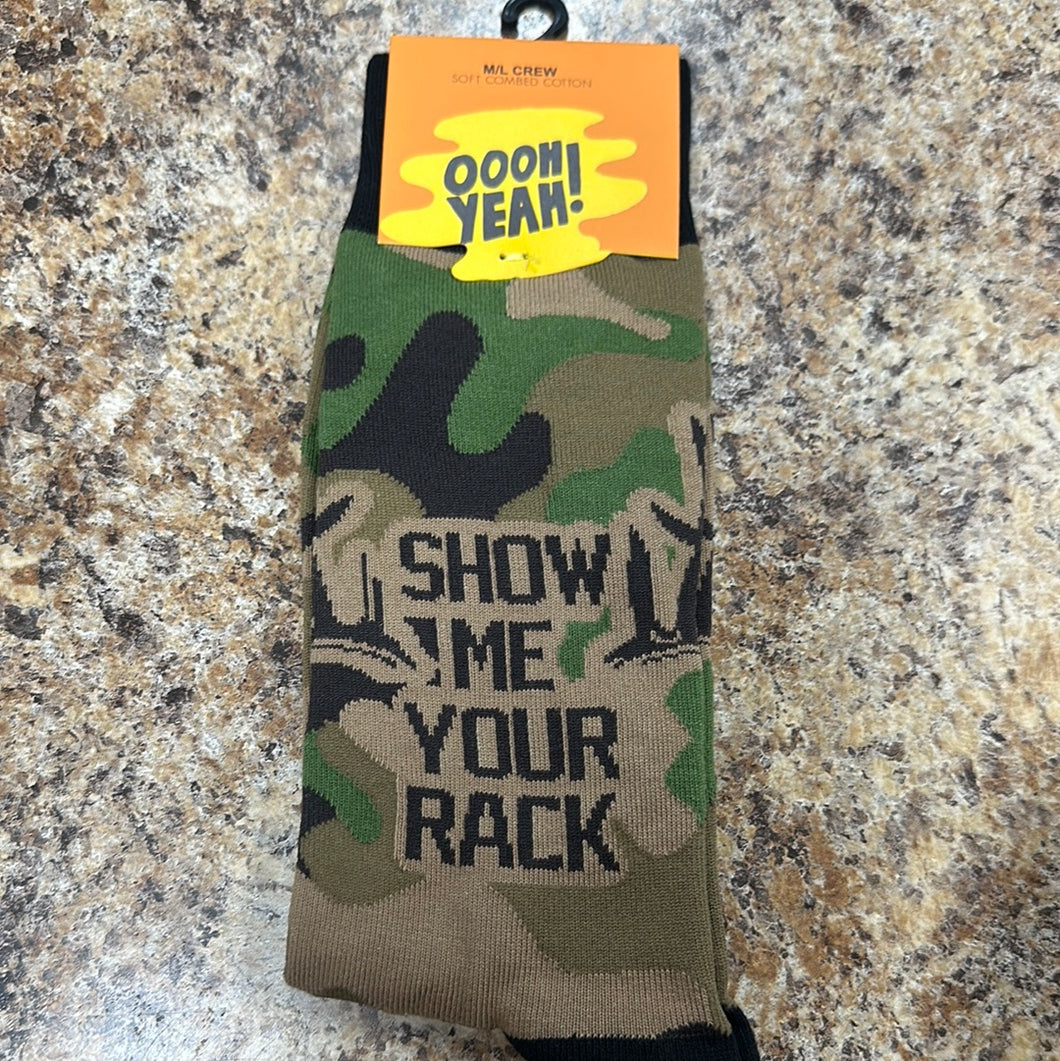 M/L CREW
SOFT COMBED COTTON
OOOH
YEAH!
SHOW
ME
YOUR
RACK